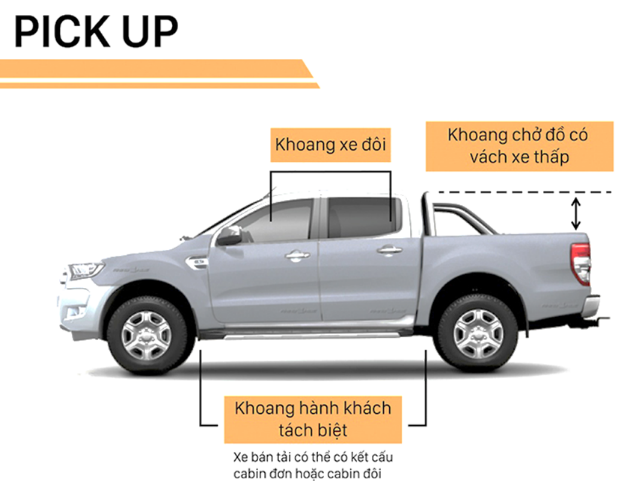 PICK UP
Khoang xe đôi
Khoang chở đồ có
vách xe thấp
Khoang hành khách
tách biệt
Xe bán tải có thể có kết cấu
cabin đơn hoặc cabin đôi